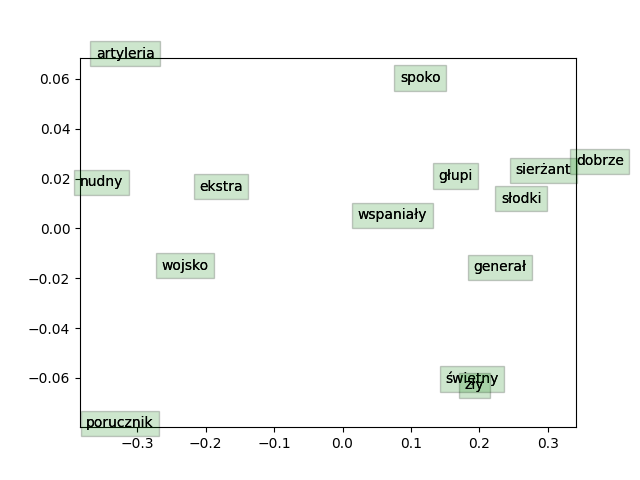 artyleria
0.06
spoko
0.04
0.02
nudny
ekstra
głupi
sierżant
dobrze
słodki
wspaniały
0.00
wojsko
generał
−0.02
−0.04
−0.06
świetny
zły
porucznik
−0.3
−0.2
−0.1
0.0
0.1
0.2
0.3